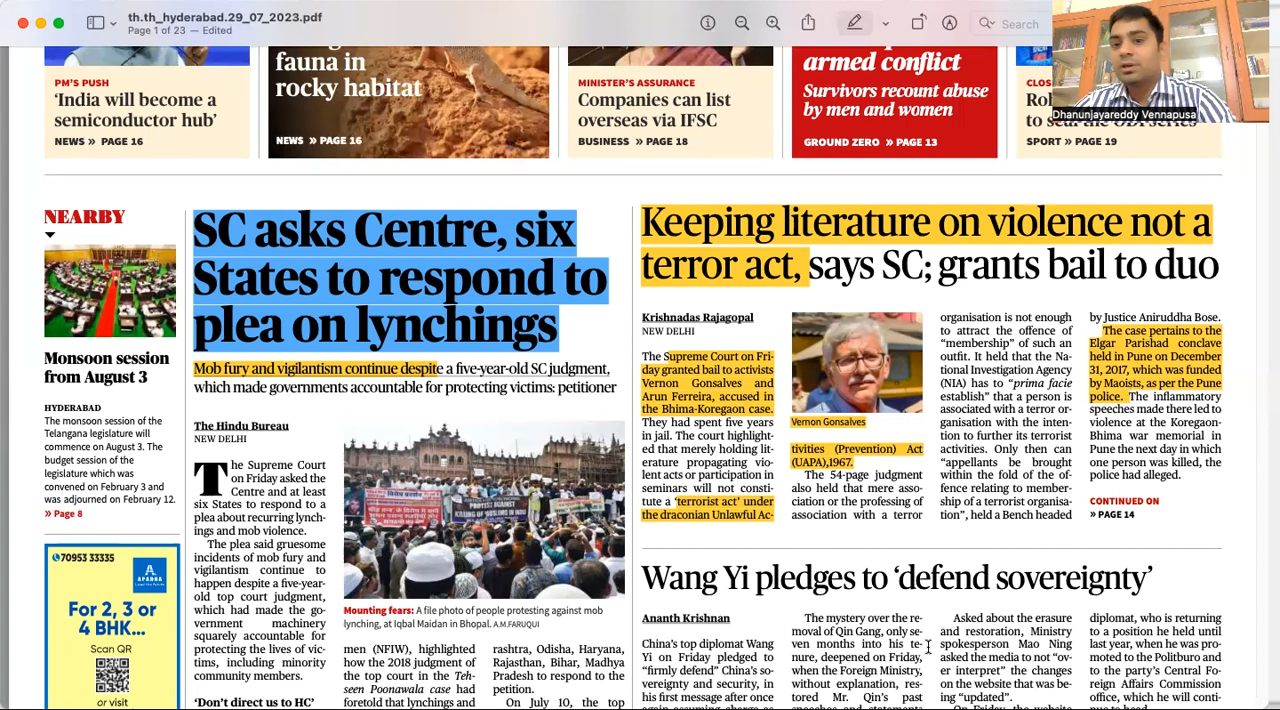 th.th_hyderabad.29_07_2023.pdf
Page 1 of 23 — Edited
Search
Dhanunjayareddy Vennapusa
PM'S PUSH
'India will become a
semiconductor hub'
NEWS » PAGE 16
fauna in
rocky habitat
NEWS » PAGE 16
MINISTER'S ASSURANCE
Companies can list
overseas via IFSC
BUSINESS » PAGE 18
armed conflict
Survivors recount abuse
by men and women
GROUND ZERO » PAGE 13
SPORT » PAGE 19
NEARBY
Monsoon session
from August 3
HYDERABAD
The monsoon session of the
Telangana legislature will
commence on August 3. The
budget session of the
legislature which was
convened on February 3 and
was adjourned on February 12.
» Page 8
70953 33335
APARNA
For 2, 3 or
4 BHK...
Scan QR
or visit
SC asks Centre, six
States to respond to
plea on lynchings
Mob fury and vigilantism continue despite a five-year-old SC judgment,
which made governments accountable for protecting victims: petitioner
The Hindu Bureau
NEW DELHI
The Supreme Court
on Friday asked the
Centre and at least
six States to respond to a
plea about recurring lynch-
ings and mob violence.
The plea said gruesome
incidents of mob fury and
vigilantism continue to
happen despite a five-year-
old top court judgment,
which had made the go-
vernment machinery
squarely accountable for
protecting the lives of vic-
tims, including minority
community members.
'Don't direct us to HC'
Mounting fears: A file photo of people protesting against mob
lynching, at Iqbal Maidan in Bhopal. A.M.FARUQUI
men (NFIW), highlighted
how the 2018 judgment of
the top court in the Teh-
seen Poonawala case had
foretold that lynchings and
rashtra, Odisha, Haryana,
Rajasthan, Bihar, Madhya
Pradesh to respond to the
petition.
On July 10, the top
Keeping literature on violence not a
terror act, says SC; grants bail to duo
Krishnadas Rajagopal
NEW DELHI
The Supreme Court on Fri-
day granted bail to activists
Vernon Gonsalves and
Arun Ferreira, accused in
the Bhima-Koregaon case.
They had spent five years
in jail. The court highlight-
ed that merely holding lit-
erature propagating vio-
lent acts or participation in
seminars will not consti-
tute a 'terrorist act' under
the draconian Unlawful Ac-
Vernon Gonsalves
tivities (Prevention) Act
(UAPA),1967.
The 54-page judgment
also held that mere asso-
ciation or the professing of
association with a terror
organisation is not enough
to attract the offence of
"membership" of such an
outfit. It held that the Na-
tional Investigation Agency
(NIA) has to "prima facie
establish" that a person is
associated with a terror or-
ganisation with the inten-
tion to further its terrorist
activities. Only then can
"appellants be brought
within the fold of the of-
fence relating to member-
ship of a terrorist organisa-
tion", held a Bench headed
by Justice Aniruddha Bose.
The case pertains to the
Elgar Parishad conclave
held in Pune on December
31, 2017, which was funded
by Maoists, as per the Pune
police. The inflammatory
speeches made there led to
violence at the Koregaon-
Bhima war memorial in
Pune the next day in which
one person was killed, the
police had alleged.
CONTINUED ON
» PAGE 14
Wang Yi pledges to 'defend sovereignty'
Ananth Krishnan
China's top diplomat Wang
Yi on Friday pledged to
"firmly defend" China's so-
vereignty and security, in
his first message after once
The mystery over the re-
moval of Qin Gang, only se-
ven months into his te-
nure, deepened on Friday,
when the Foreign Ministry,
without explanation, res-
tored Mr. Qin's past
Asked about the erasure
and restoration, Ministry
spokesperson Mao Ning
asked the media to not "ov-
er interpret" the changes
on the website that was be-
ing "updated".
On Friday, the website
diplomat, who is returning
to a position he held until
last year, when he was pro-
moted to the Politburo and
to the party's Central Fo-
reign Affairs Commission
office, which he will conti-
nue to head.